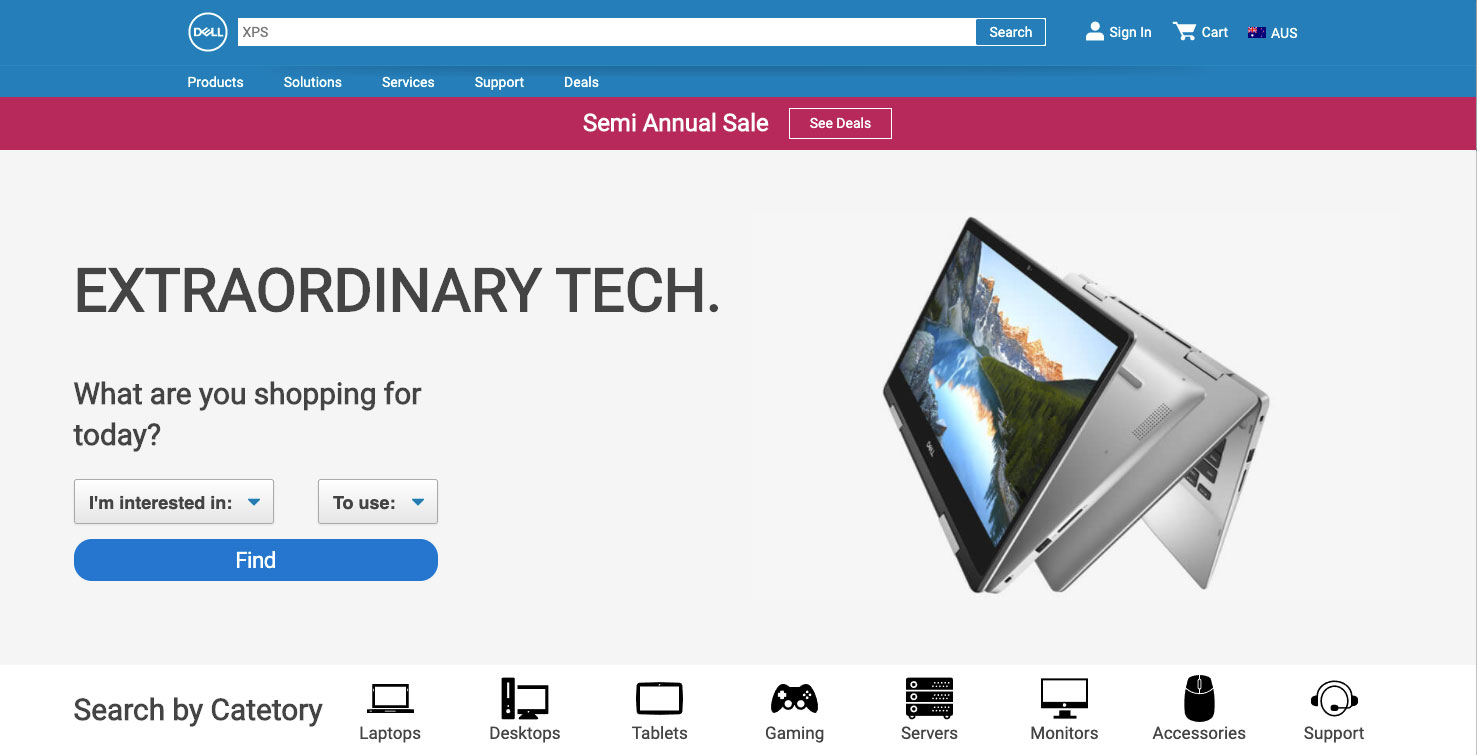 DELL
XPS
Search
Sign In
Cart
AUS
Products
Solutions
Services
Support
Deals
Semi Annual Sale
See Deals
EXTRAORDINARY TECH.
What are you shopping for
today?
I'm interested in:
To use:
Find
DELL
Search by Catetory
Laptops
Desktops
Tablets
Gaming
Servers
Monitors
Accessories
Support